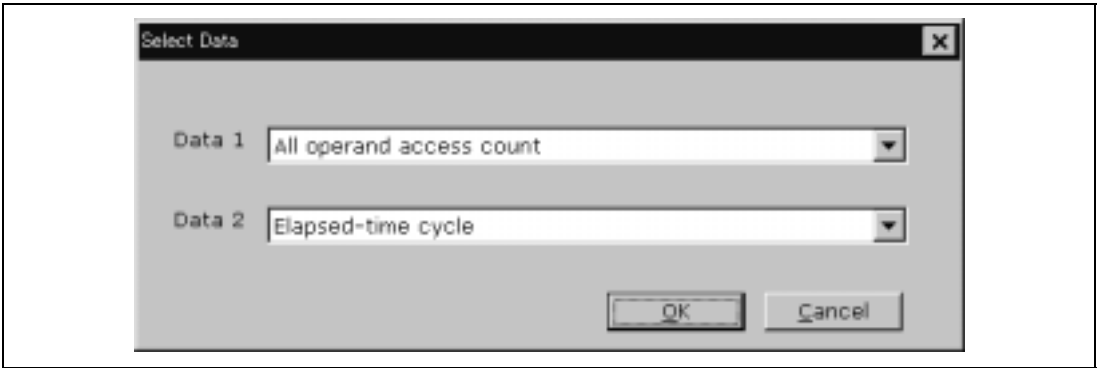 Select Data
Data 1 All operand access count
Data 2 Elapsed-time cycle
OK Cancel